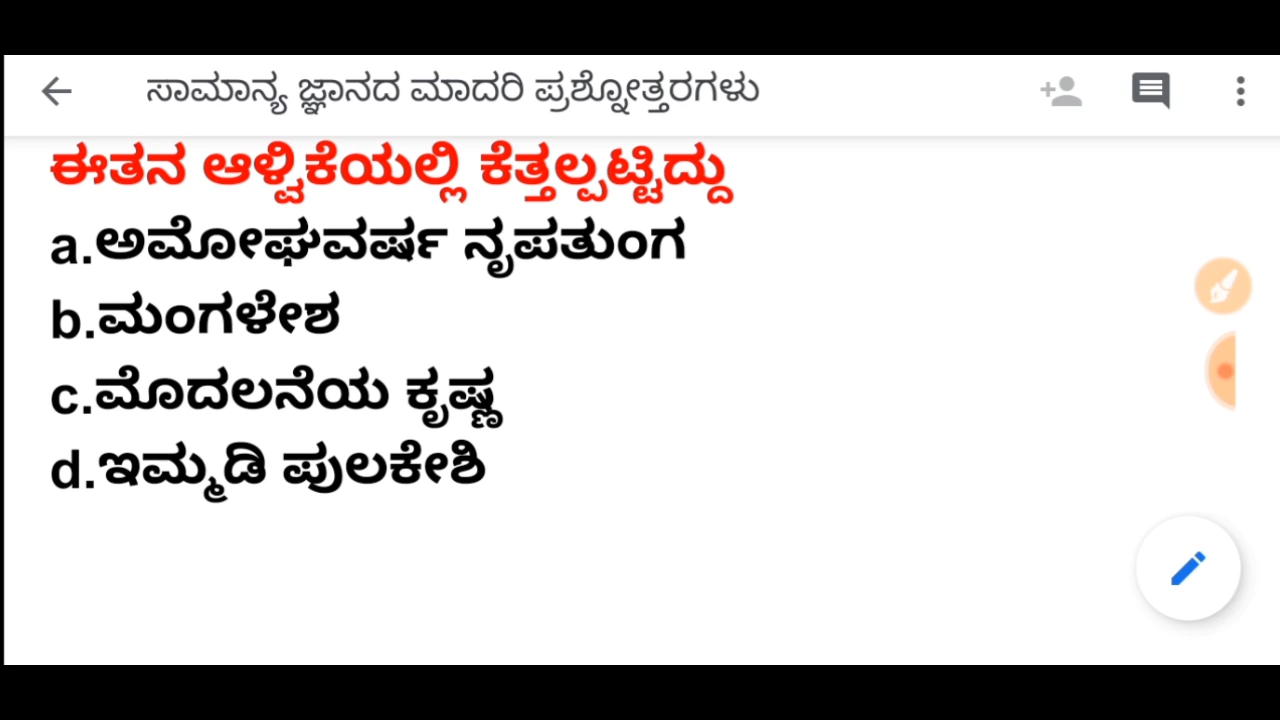 ಸಾಮಾನ್ಯ ಜ್ಞಾನದ ಮಾದರಿ ಪ್ರಶ್ನೋತ್ತರಗಳು
ಈತನ ಆಳ್ವಿಕೆಯಲ್ಲಿ ಕೆತ್ತಲ್ಪಟ್ಟಿದ್ದು
a.ಅಮೋಘವರ್ಷ ನೃಪತುಂಗ
b.ಮಂಗಳೇಶ
c.ಮೊದಲನೆಯ ಕೃಷ್ಣ
d.ಇಮ್ಮಡಿ ಪುಲಕೇಶಿ